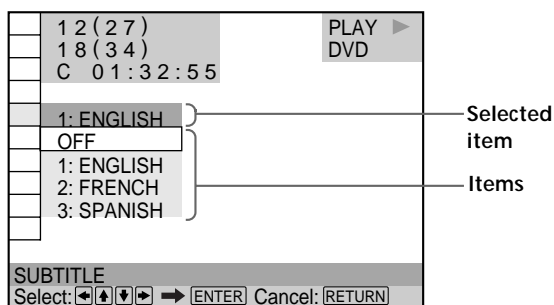 12(27)
18(34)
C 01:32:55
PLAY
DVD
1: ENGLISH
OFF
1: ENGLISH
2: FRENCH
3: SPANISH
Selected
item
Items
SUBTITLE
Select: ENTER Cancel: RETURN